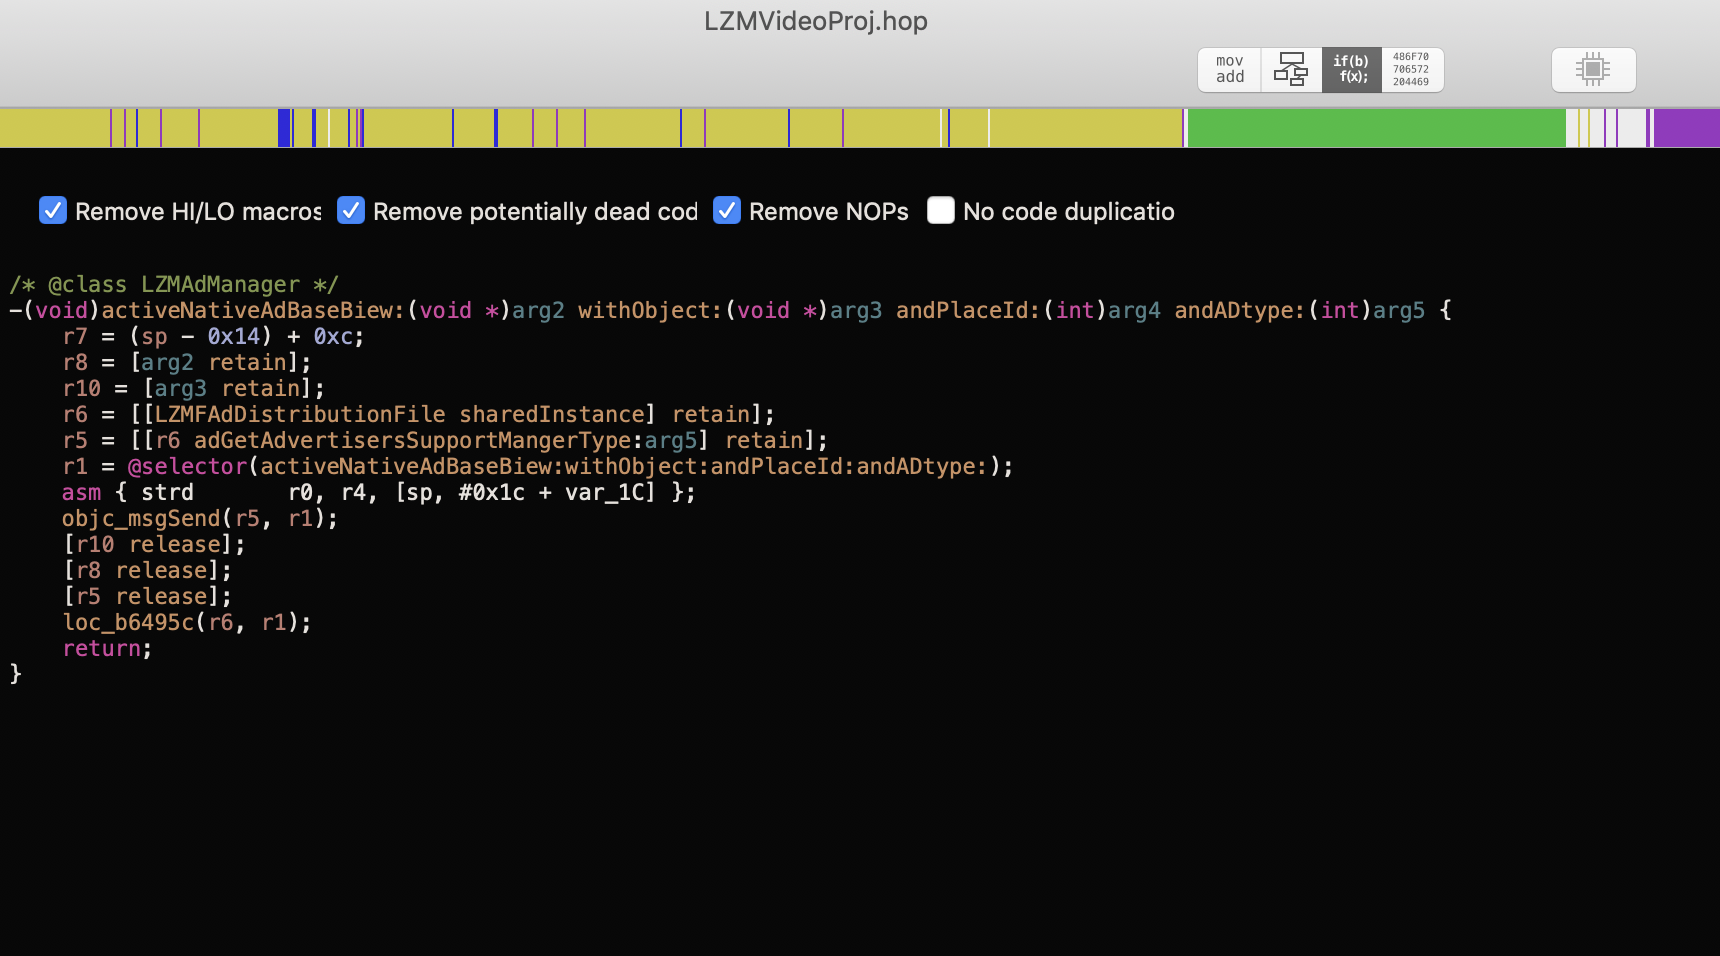 LZMVideoProj.hop
mov
add
if(b)
f(x);
486F70
706572
204469
Remove HI/LO macros Remove potentially dead cod Remove NOPs No code duplicatio
/* @class LZMAdManager */
-(void)activeNativeAdBaseBiew:(void *)arg2 withObject:(void *)arg3 andPlaceId:(int)arg4 andADtype:(int)arg5 {
    r7 = (sp - 0x14) + 0xc;
    r8 = [arg2 retain];
    r10 = [arg3 retain];
    r6 = [[LZMFAdDistributionFile sharedInstance] retain];
    r5 = [[r6 adGetAdvertisersSupportMangerType:arg5] retain];
    r1 = @selector(activeNativeAdBaseBiew:withObject:andPlaceId:andADtype:);
    asm { strd       r0, r4, [sp, #0x1c + var_1C] };
    objc_msgSend(r5, r1);
    [r10 release];
    [r8 release];
    [r5 release];
    loc_b6495c(r6, r1);
    return;
}